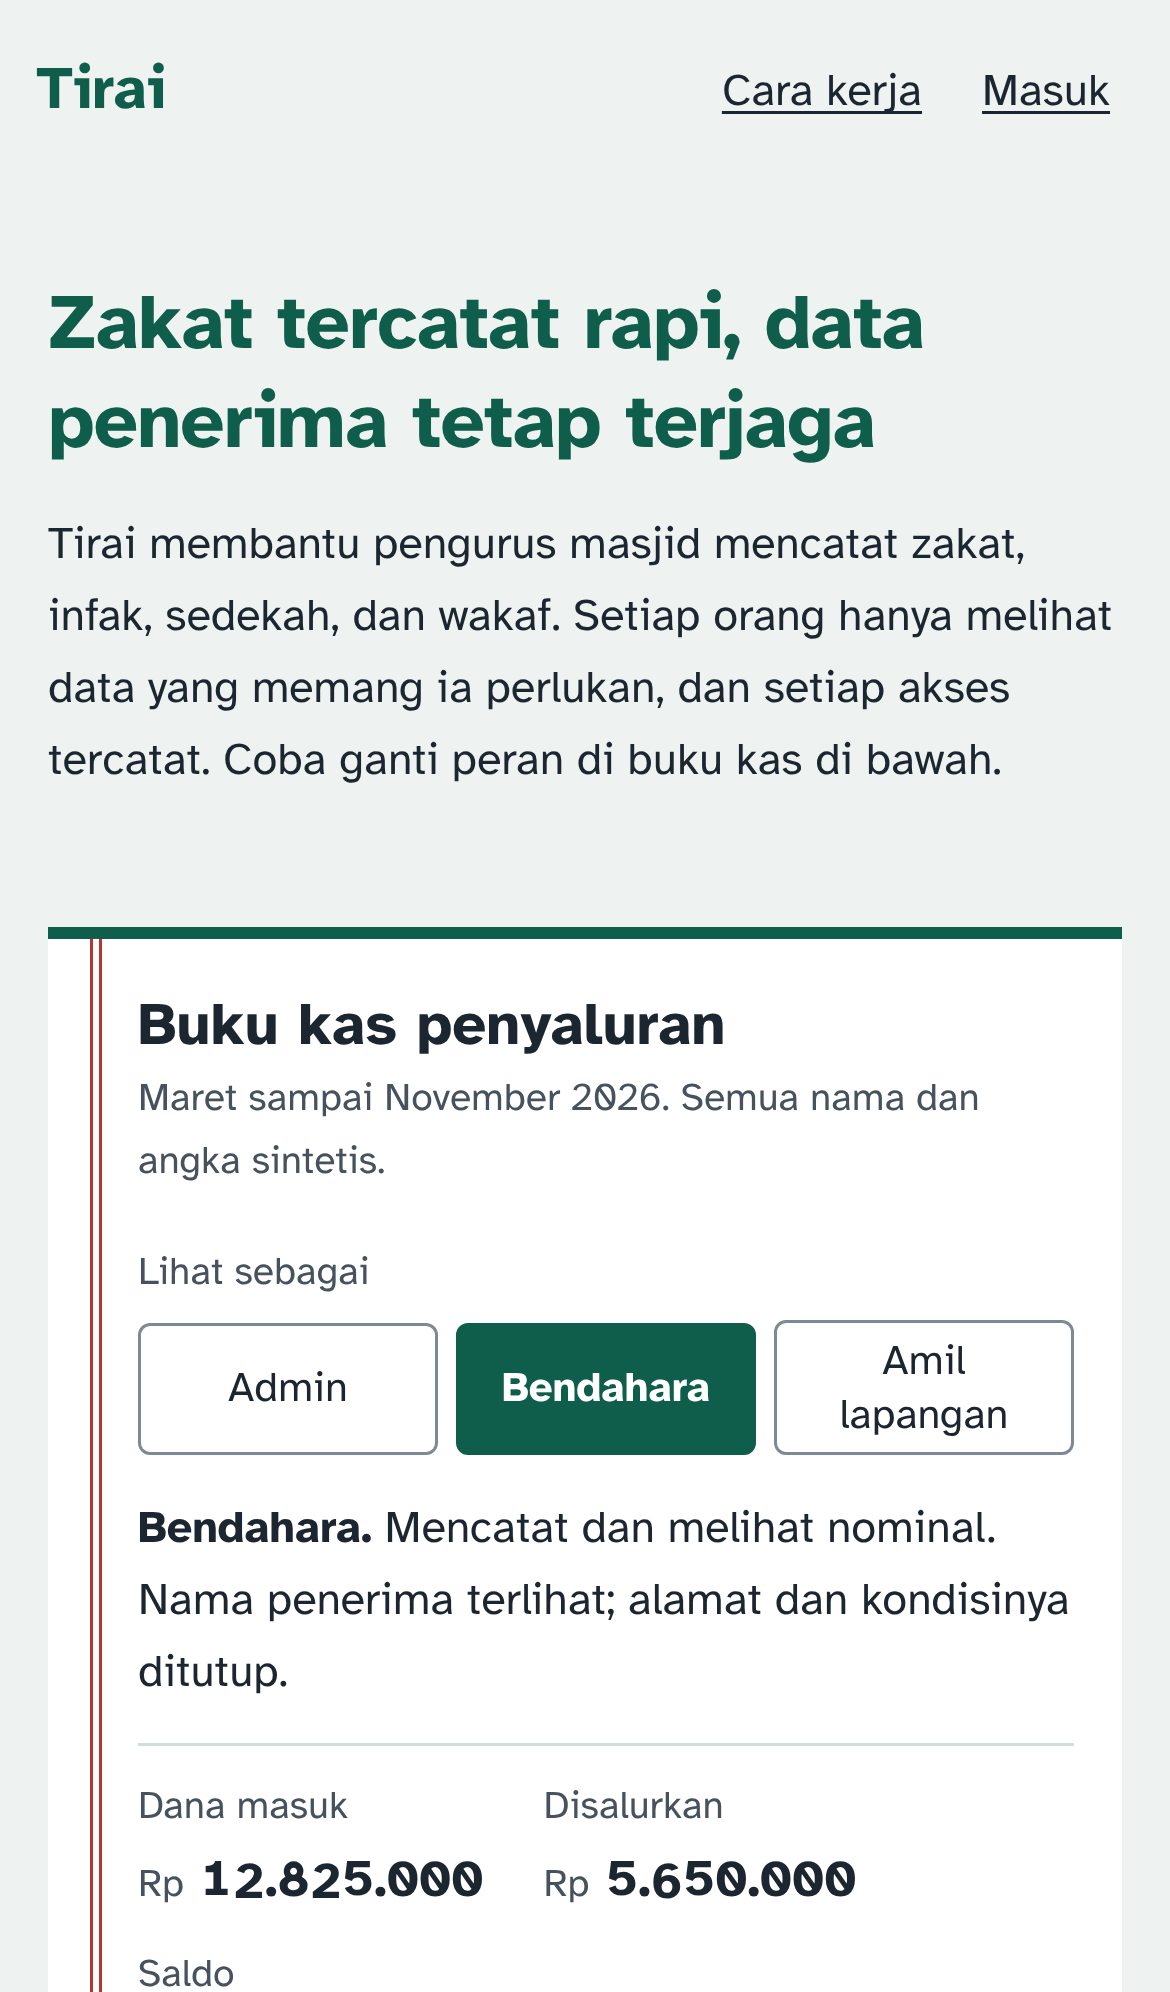 Tirai
Cara kerja Masuk
Zakat tercatat rapi, data
penerima tetap terjaga
Tirai membantu pengurus masjid mencatat zakat,
infak, sedekah, dan wakaf. Setiap orang hanya melihat
data yang memang ia perlukan, dan setiap akses
tercatat. Coba ganti peran di buku kas di bawah.
Buku kas penyaluran
Maret sampai November 2026. Semua nama dan
angka sintetis.
Lihat sebagai
Admin
Bendahara
Amil
lapangan
Bendahara. Mencatat dan melihat nominal.
Nama penerima terlihat; alamat dan kondisinya
ditutup.
Dana masuk
Rp 12.825.000
Disalurkan
Rp 5.650.000
Saldo